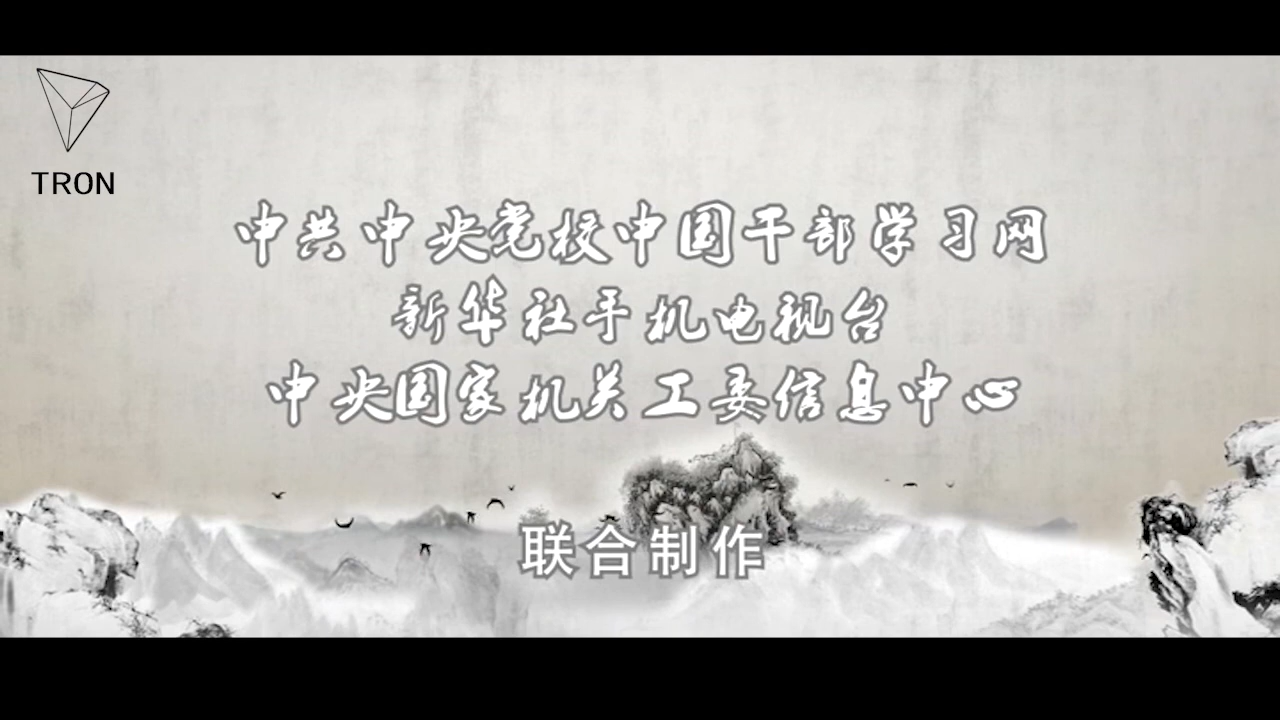 TRON
中共中央党校中国干部学习网
新华社手机电视台
中央国家机关工委信息中心
联合制作